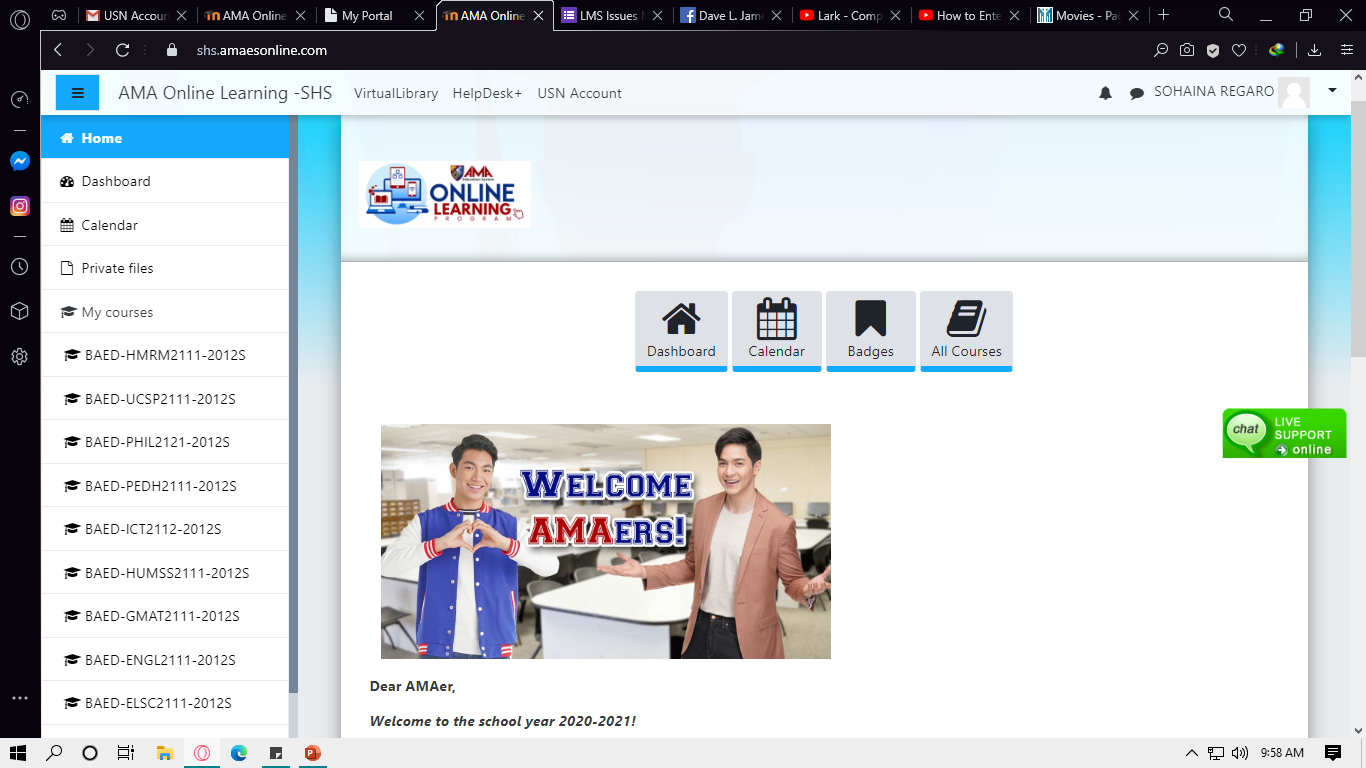 USN Accoun
AMA Online
My Portal
AMA Online
LMS Issues
Dave L. Jam
Lark - Comp
How to Ente
Movies - Pa
shs.amaesonline.com
AMA Online Learning -SHS
VirtualLibrary
HelpDesk+
USN Account
SOHAINA REGARO
Home
Dashboard
Calendar
Private files
My courses
BAED-HMRM2111-2012S
BAED-UCSP2111-2012S
BAED-PHIL2121-2012S
BAED-PEDH2111-2012S
BAED-ICT2112-2012S
BAED-HUMSS2111-2012S
BAED-GMAT2111-2012S
BAED-ENGL2111-2012S
BAED-ELSC2111-2012S
AMA
Education System
ONLINE
LEARNING
PROGRAM
Dashboard
Calendar
Badges
All Courses
WELCOME
AMAERS!
chat
LIVE
SUPPORT
online
Dear AMAer,
Welcome to the school year 2020-2021!
9:58 AM